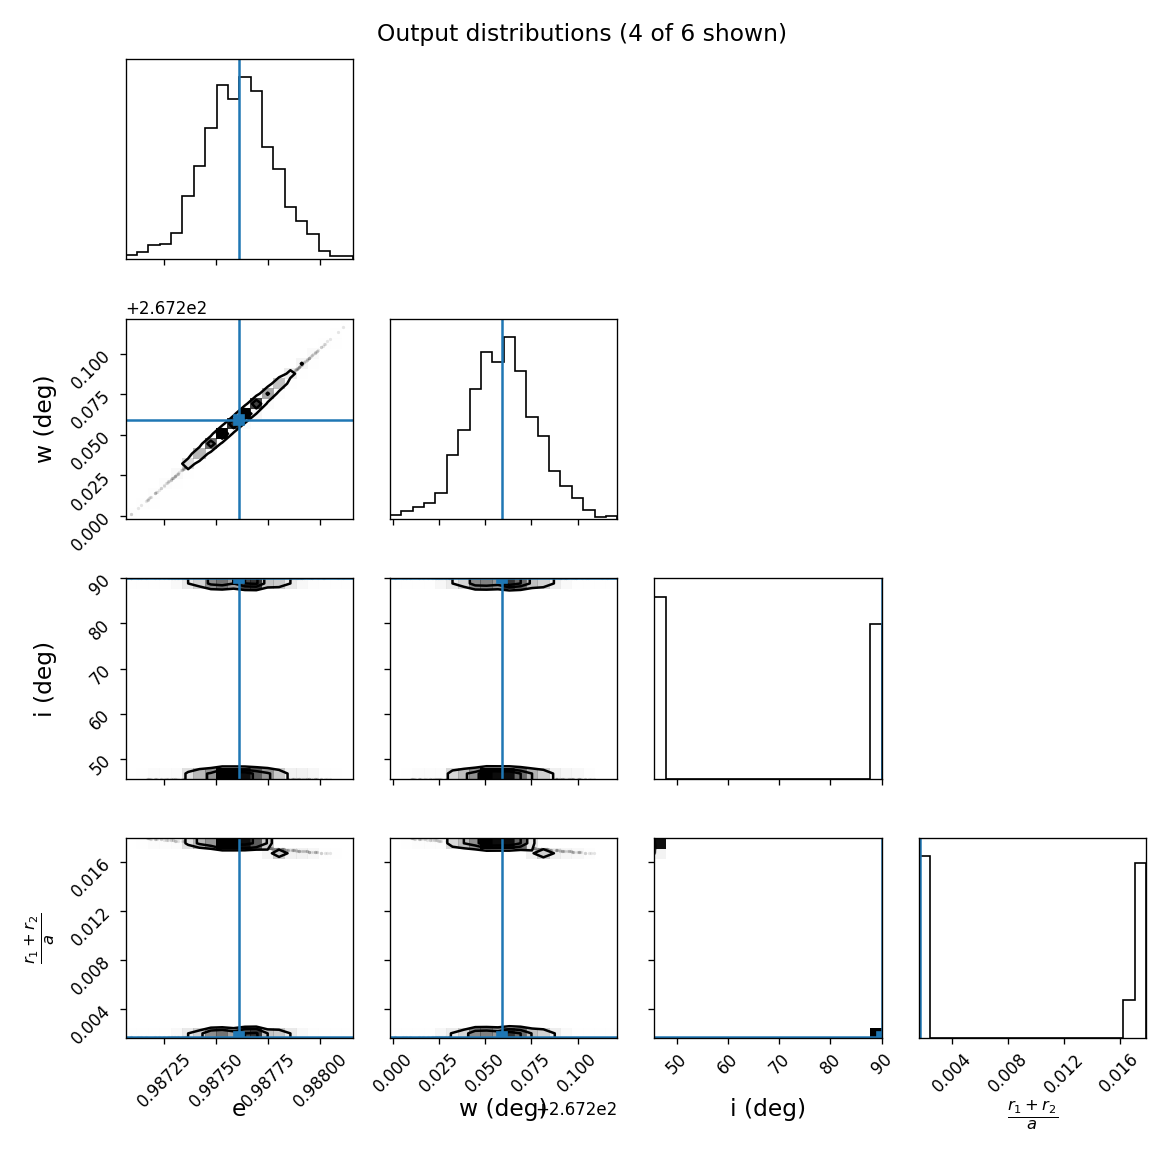 Output distributions (4 of 6 shown)
+2.672e2
w (deg)
0.100
0.075
0.050
0.025
0.000
i (deg)
90
80
70
60
50
r₁ + r₂
a
0.016
0.012
0.008
0.004
0.98725 0.98750 0.98775 0.98800
0.000 0.025 0.050 0.075 0.100
50 60 70 80 90
0.004 0.008 0.012 0.016
e
w (deg)
+2.672e2
i (deg)
r₁ + r₂
a